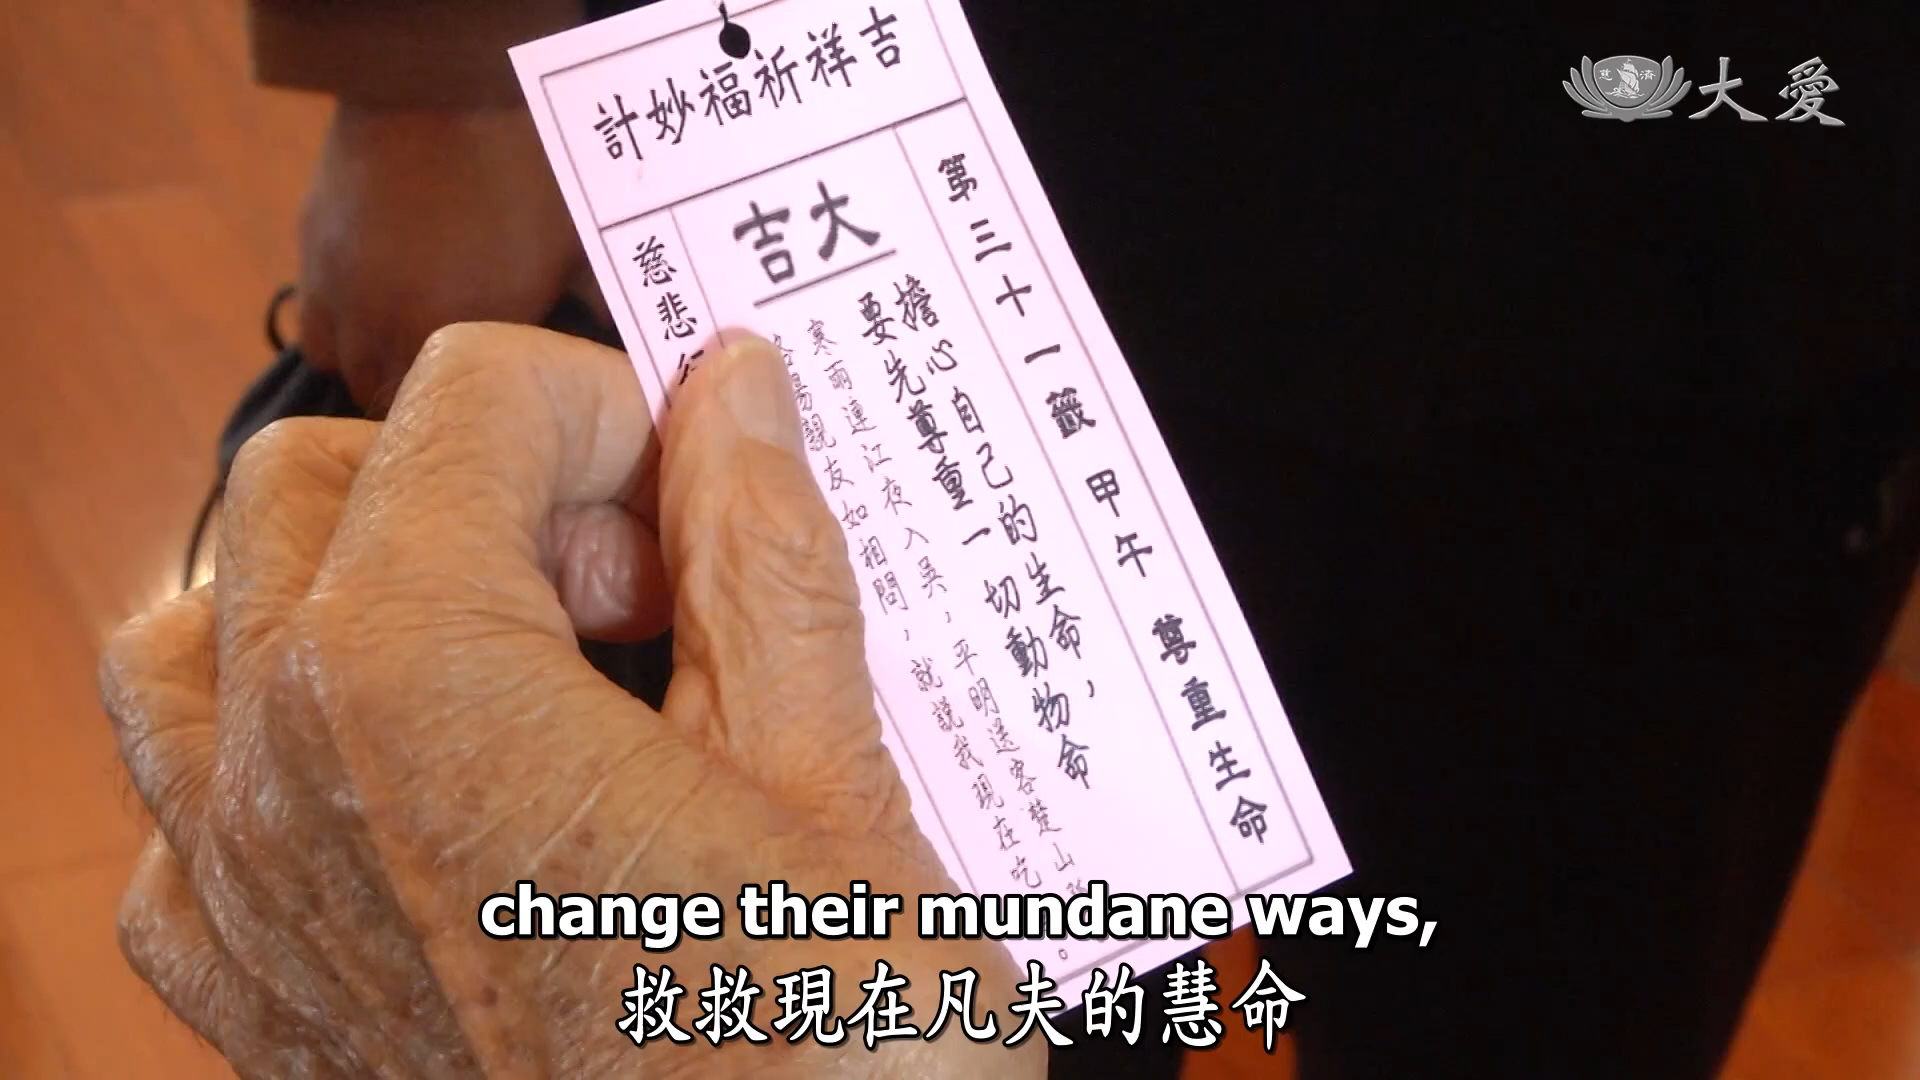 吉祥祈福妙計
第三十一籤 甲午 尊重生命
大吉
擔心自己的生命，
要先尊重一切動物命
寒雨連江夜入吳，平明送客楚山
洛陽親友如相問，就說我現在吃
慈悲
慈濟
大愛
change their mundane ways,
救救現在凡夫的慧命